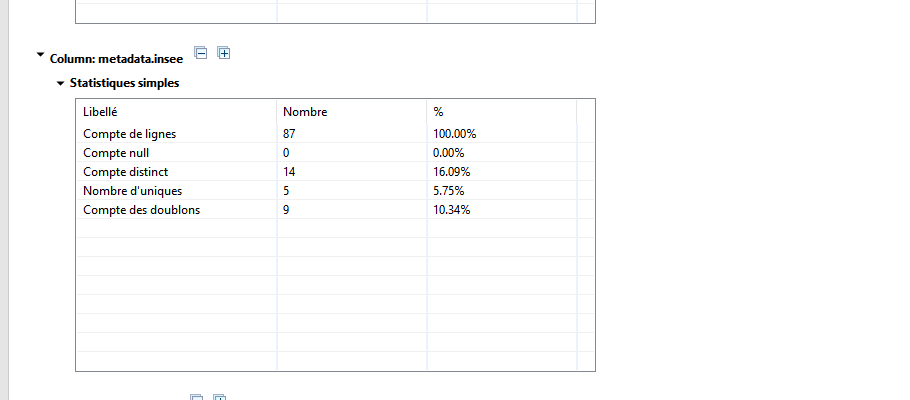 Column: metadata.insee
Statistiques simples
Libellé Nombre %
Compte de lignes 87 100.00%
Compte null 0 0.00%
Compte distinct 14 16.09%
Nombre d'uniques 5 5.75%
Compte des doublons 9 10.34%